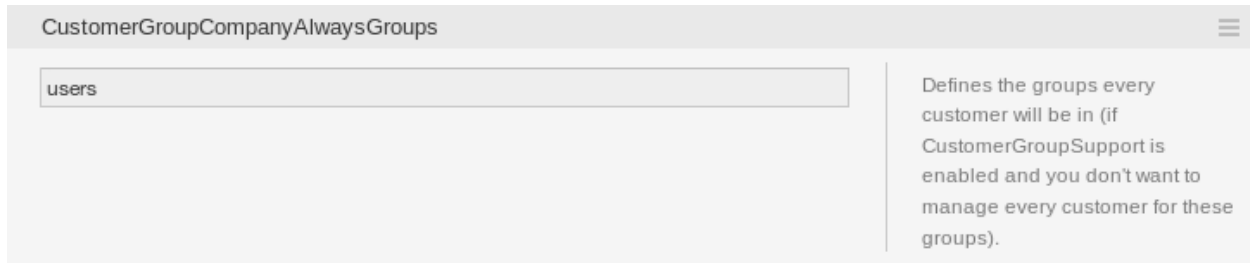 CustomerGroupCompanyAlwaysGroups
users
Defines the groups every
customer will be in (if
CustomerGroupSupport is
enabled and you don't want to
manage every customer for these
groups).